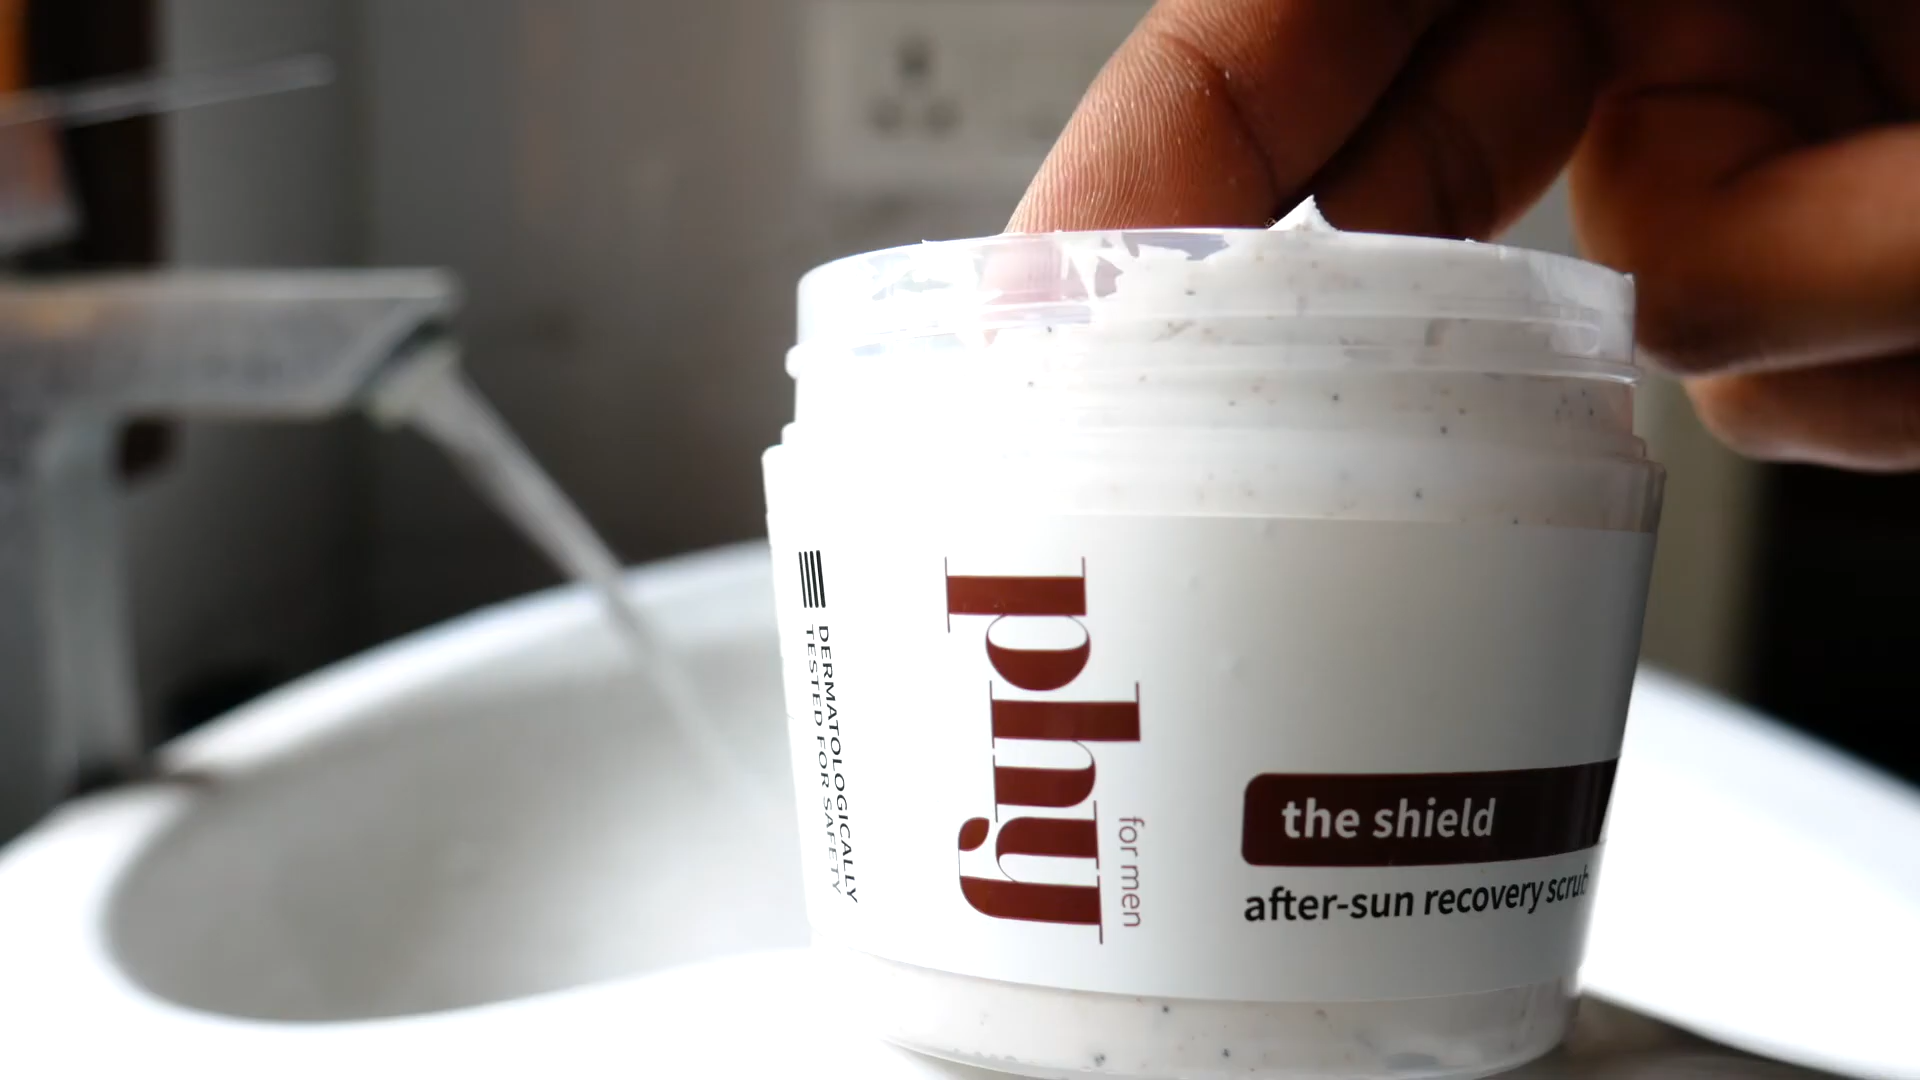 DERMATOLOGICALLY
TESTED FOR SAFETY
phy
for men
the shield
after-sun recovery scrub